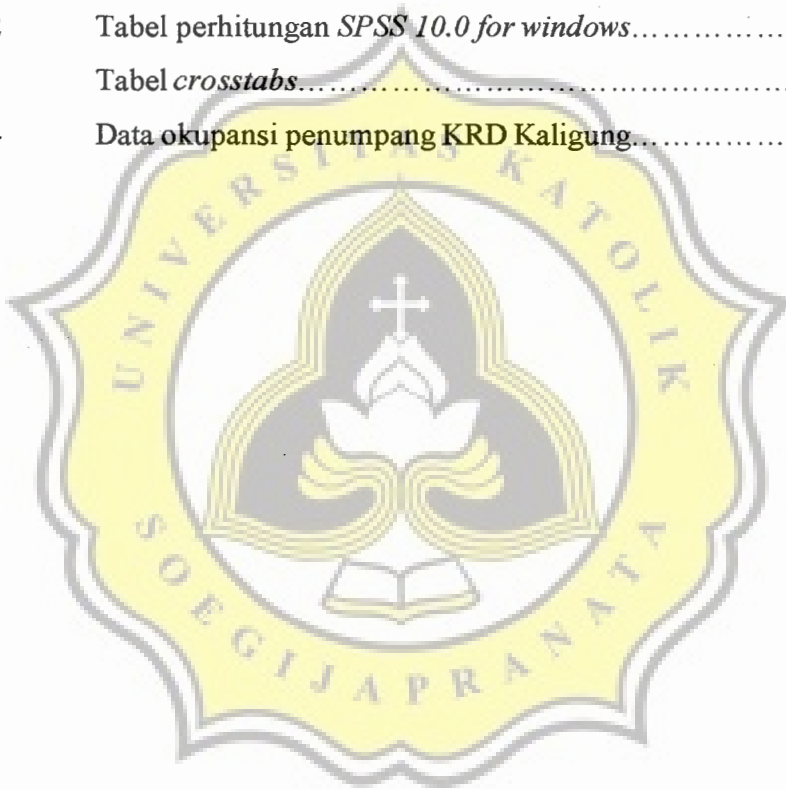 Tabel perhitungan SPSS 10.0 for windows
Tabel crosstabs
Data okupansi penumpang KRD Kaligung
UNIVERSITAS KATOLIK
SOEGIJAPRANATA